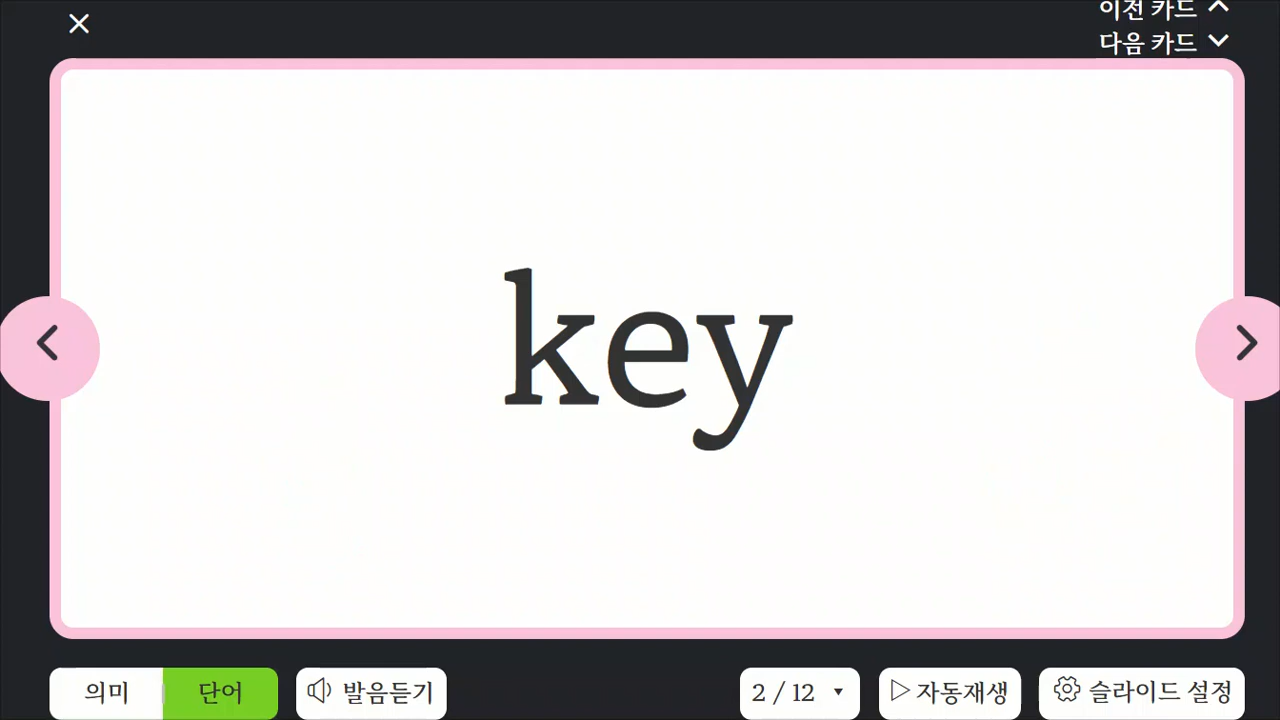 이전 카드
다음 카드
key
의미
단어
발음듣기
2 / 12
자동재생
슬라이드 설정